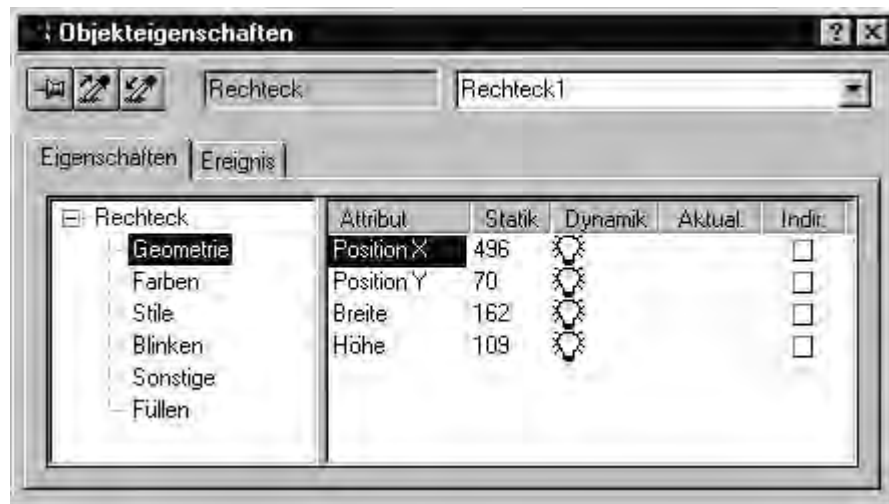 Objekteigenschaften
Rechteck Rechteck1
Eigenschaften Ereignis
Rechteck
Geometrie
Farben
Stile
Blinken
Sonstige
Füllen
Attribut Statik Dynamik Aktual. Indir.
Position X 496
Position Y 70
Breite 162
Höhe 109